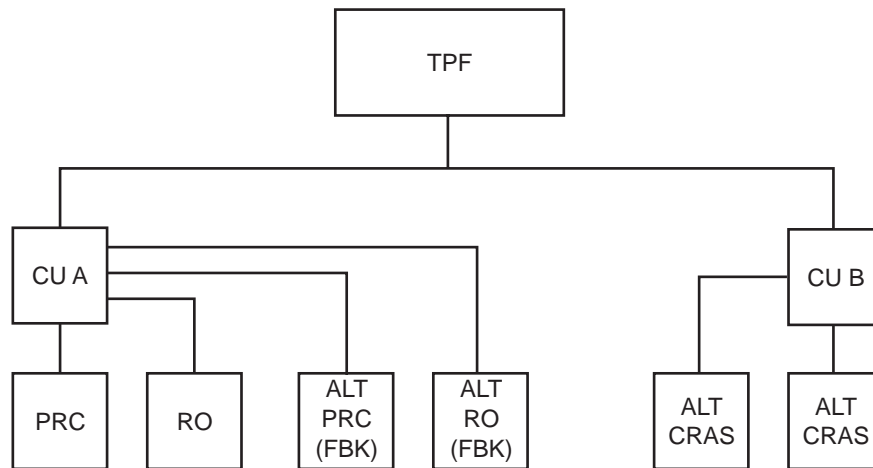 TPF
CU A
CU B
PRC
RO
ALT
PRC
(FBK)
ALT
RO
(FBK)
ALT
CRAS
ALT
CRAS